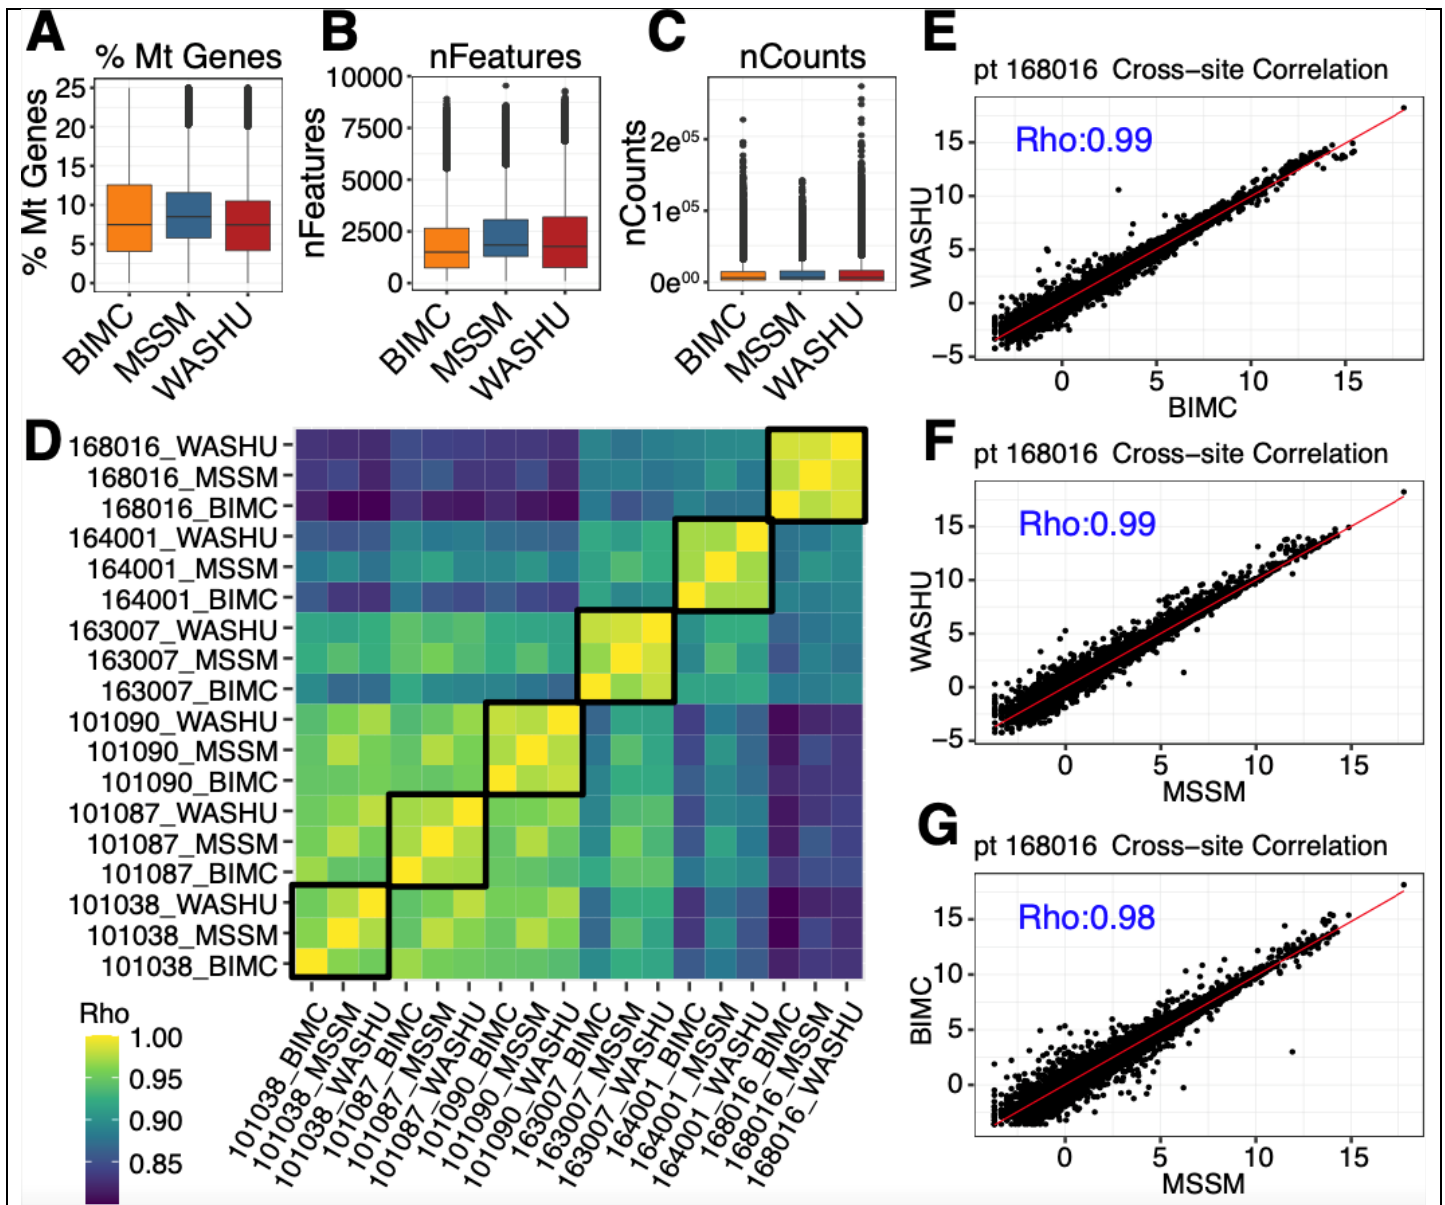 A
% Mt Genes
% Mt Genes
25
20
15
10
5
0
BIMC
MSSM
WASHU
B
nFeatures
nFeatures
10000
7500
5000
2500
0
BIMC
MSSM
WASHU
C
nCounts
nCounts
2e05
1e05
0e00
BIMC
MSSM
WASHU
D
168016_WASHU
168016_MSSM
168016_BIMC
164001_WASHU
164001_MSSM
164001_BIMC
163007_WASHU
163007_MSSM
163007_BIMC
101090_WASHU
101090_MSSM
101090_BIMC
101087_WASHU
101087_MSSM
101087_BIMC
101038_WASHU
101038_MSSM
101038_BIMC
101038_BIMC
101038_MSSM
101038_WASHU
101087_BIMC
101087_MSSM
101087_WASHU
101090_BIMC
101090_MSSM
101090_WASHU
163007_BIMC
163007_MSSM
163007_WASHU
164001_BIMC
164001_MSSM
164001_WASHU
168016_BIMC
168016_MSSM
168016_WASHU
Rho
1.00
0.95
0.90
0.85
E
pt 168016 Cross-site Correlation
Rho:0.99
WASHU
15
10
5
0
−5
0
5
10
15
BIMC
F
pt 168016 Cross-site Correlation
Rho:0.99
WASHU
15
10
5
0
−5
0
5
10
15
MSSM
G
pt 168016 Cross-site Correlation
Rho:0.98
BIMC
15
10
5
0
0
5
10
15
MSSM